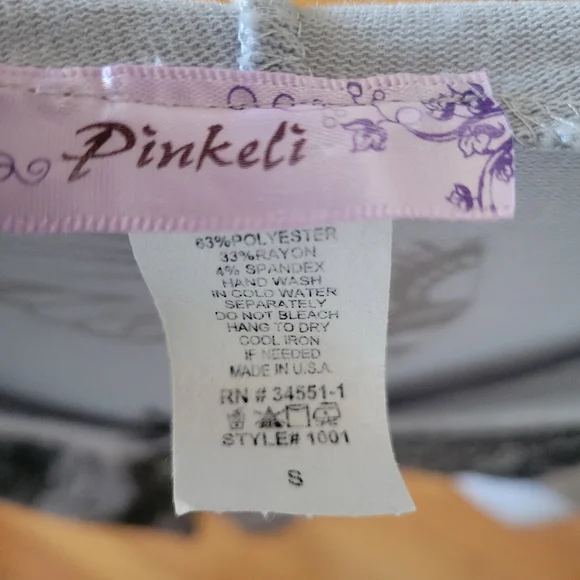 Pinkeli
63%POLYESTER
33%RAYON
4% SPANDEX
HAND WASH
IN COLD WATER
SEPARATELY
DO NOT BLEACH
HANG TO DRY
COOL IRON
IF NEEDED
MADE IN U.S.A.
RN # 34551-1
STYLE# 1001
S